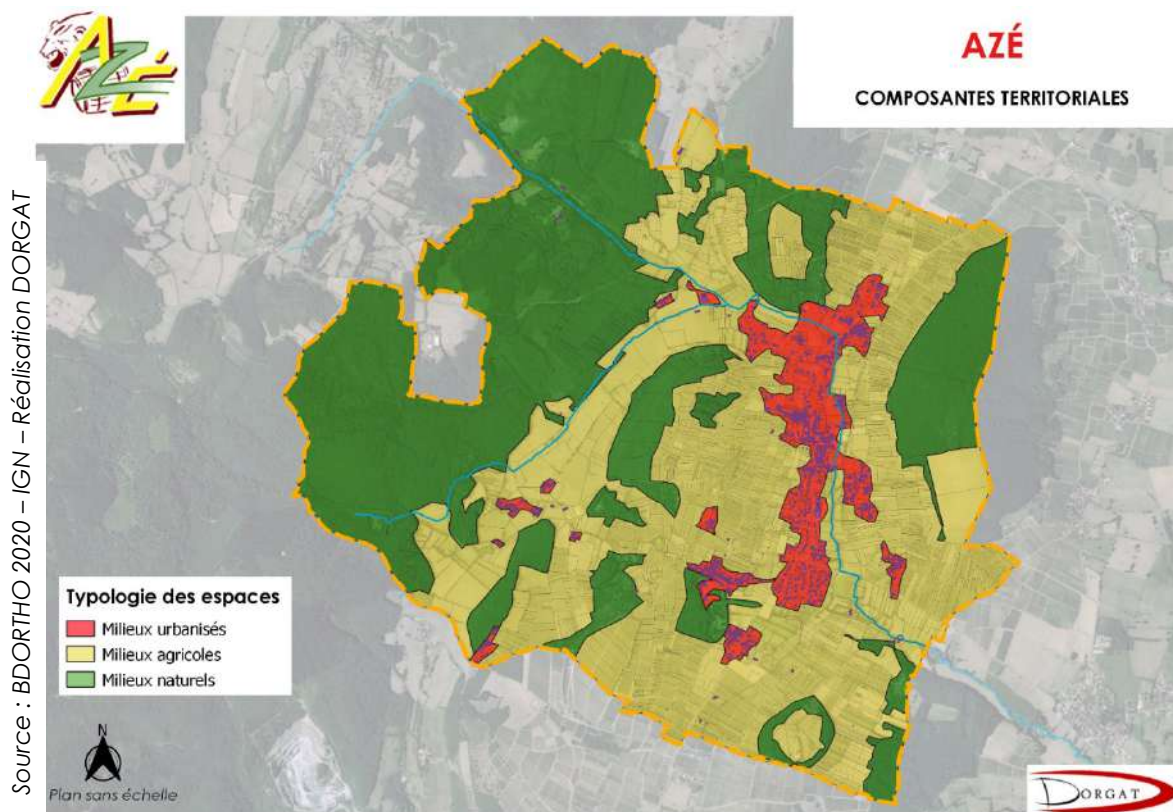 AZÉ
AZÉ
COMPOSANTES TERRITORIALES
Source : BDORTHO 2020 – IGN – Réalisation DORGAT
Typologie des espaces
Milieux urbanisés
Milieux agricoles
Milieux naturels
N
Plan sans échelle
DORGAT